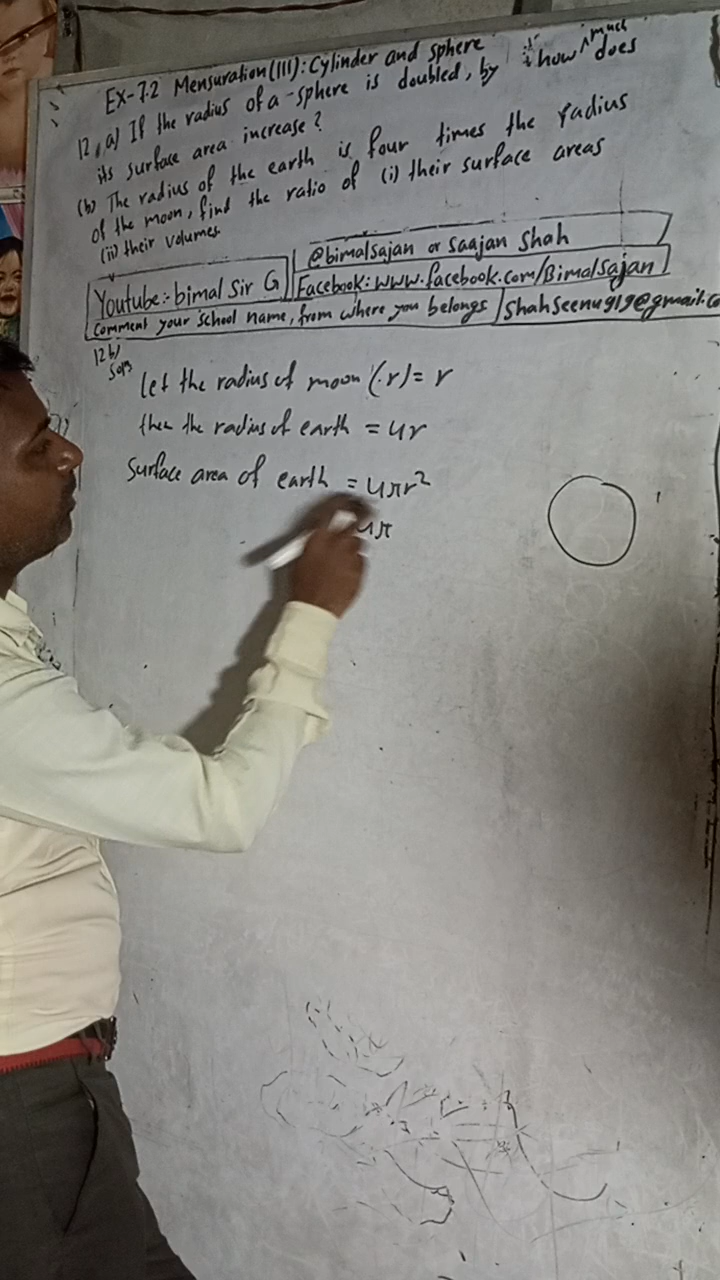 Ex-7.2 Mensuration(III): Cylinder and sphere
12. a) If the radius of a sphere is doubled, by how much does
its surface area increase?
(b) The radius of the earth is four times the radius
of the moon, find the ratio of (i) their surface areas
(ii) their volumes
@bimalsajan or Saajan Shah
Youtube:- bimal Sir G
Facebook: www.facebook.com/Bimalsajan
Comment your school name, from where you belongs
Shahseenu919@gmail.co
12 b)
Soln
Let the radius of moon (r) = r
then the radius of earth = 4r
Surface area of earth = 4πr²
4π